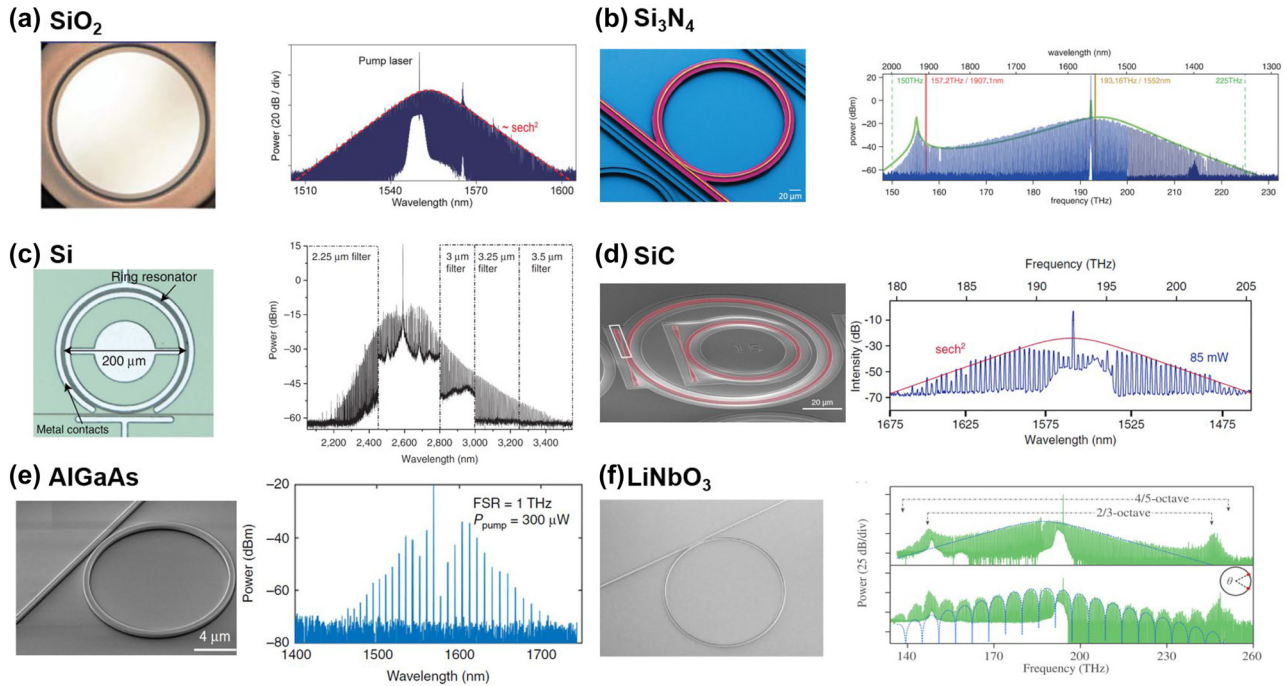 (a) SiO2
Pump laser
~ sech2
Power (20 dB / div)
1510 1540 1570 1600
Wavelength (nm)
(b) Si3N4
20 μm
wavelength (nm)
2000 1900 1800 1700 1600 1500 1400 1300
150THz 157.2THz / 1907.1nm 193.16THz / 1552nm 225THz
power (dBm)
20
0
−20
−40
−60
150 160 170 180 190 200 210 220 230
frequency (THz)
(c) Si
Ring resonator
200 μm
Metal contacts
2.25 μm filter
3 μm filter
3.25 μm filter
3.5 μm filter
Power (dBm)
15
0
−15
−30
−45
−60
2,200 2,400 2,600 2,800 3,000 3,200 3,400
Wavelength (nm)
(d) SiC
20 μm
Frequency (THz)
180 185 190 195 200 205
sech2
85 mW
Intensity (dB)
-10
-30
-50
-70
1675 1625 1575 1525 1475
Wavelength (nm)
(e) AlGaAs
4 μm
FSR = 1 THz
Ppump = 300 μW
Power (dBm)
−20
−40
−60
−80
1400 1500 1600 1700
Wavelength (nm)
(f) LiNbO3
4/5-octave
2/3-octave
θ
Power (25 dB/div)
140 170 200 230 260
Frequency (THz)